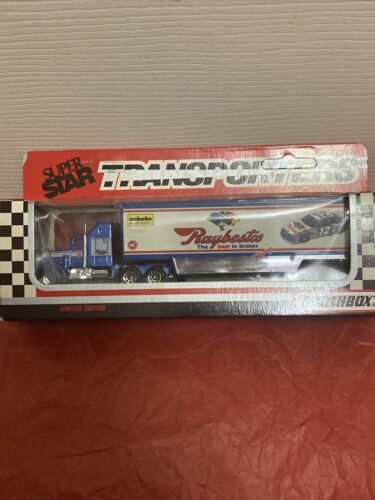 SUPER
STAR
TRANSPORTERS
Raybestos
The best in brakes
12
LIMITED EDITION
MATCHBOX